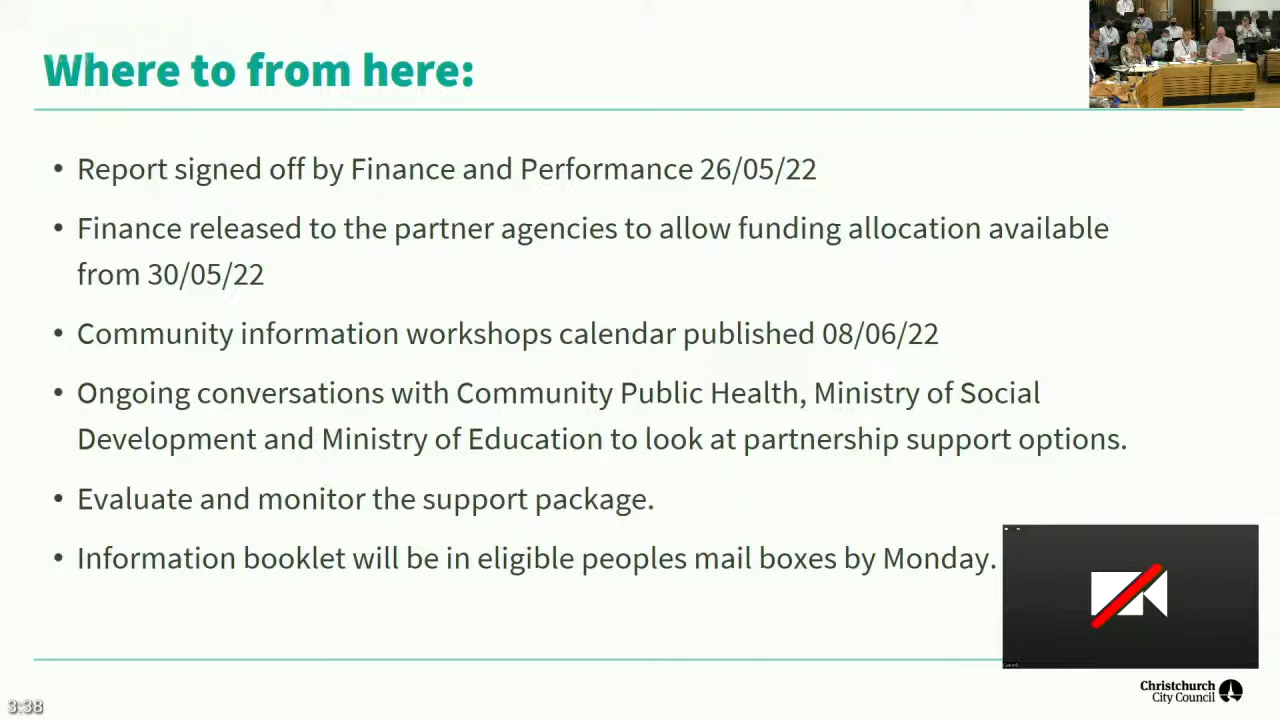 Where to from here:
• Report signed off by Finance and Performance 26/05/22
• Finance released to the partner agencies to allow funding allocation available
from 30/05/22
• Community information workshops calendar published 08/06/22
• Ongoing conversations with Community Public Health, Ministry of Social
Development and Ministry of Education to look at partnership support options.
• Evaluate and monitor the support package.
• Information booklet will be in eligible peoples mail boxes by Monday.
Christchurch
City Council
3:38